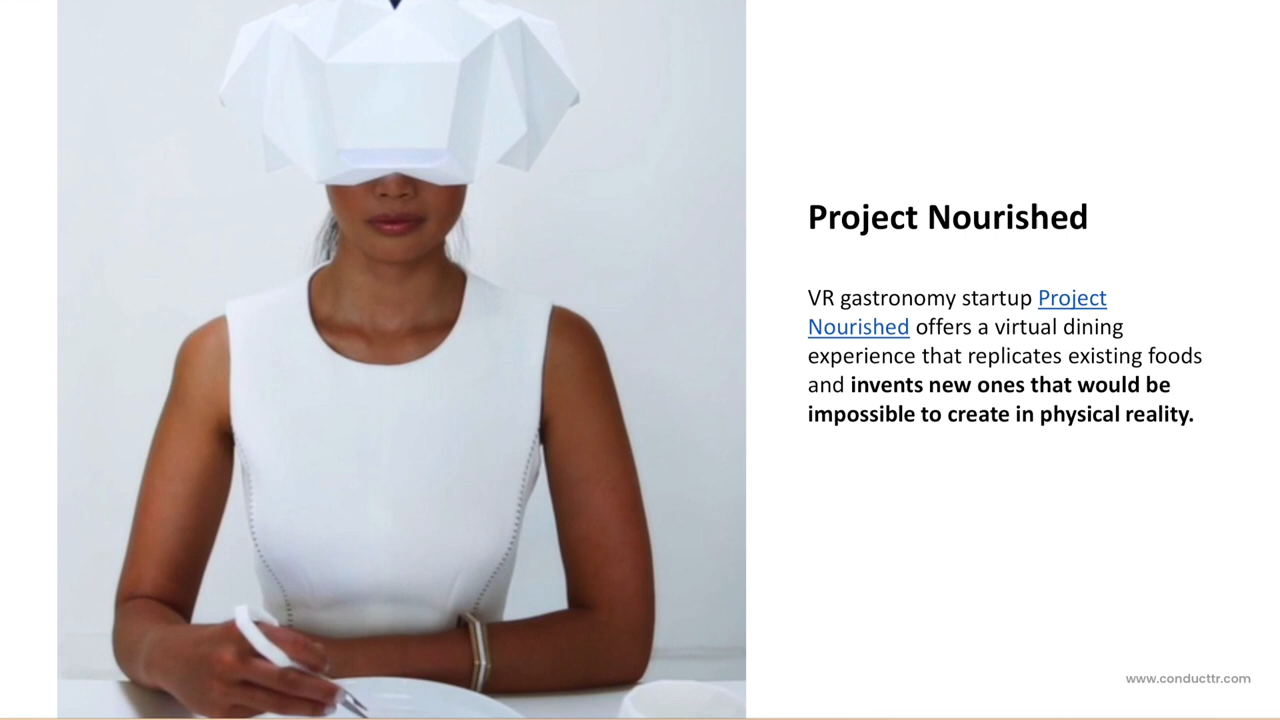 Project Nourished
VR gastronomy startup Project
Nourished offers a virtual dining
experience that replicates existing foods
and invents new ones that would be
impossible to create in physical reality.
www.conducttr.com